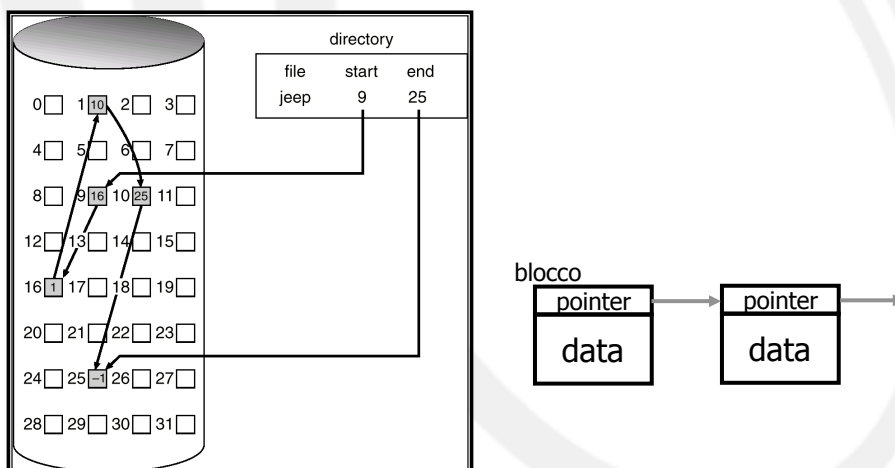 directory
file start end
jeep 9 25
0 1 10 2 3
4 5 6 7
8 9 16 10 25 11
12 13 14 15
16 1 17 18 19
20 21 22 23
24 25 -1 26 27
28 29 30 31
blocco
pointer pointer
data data